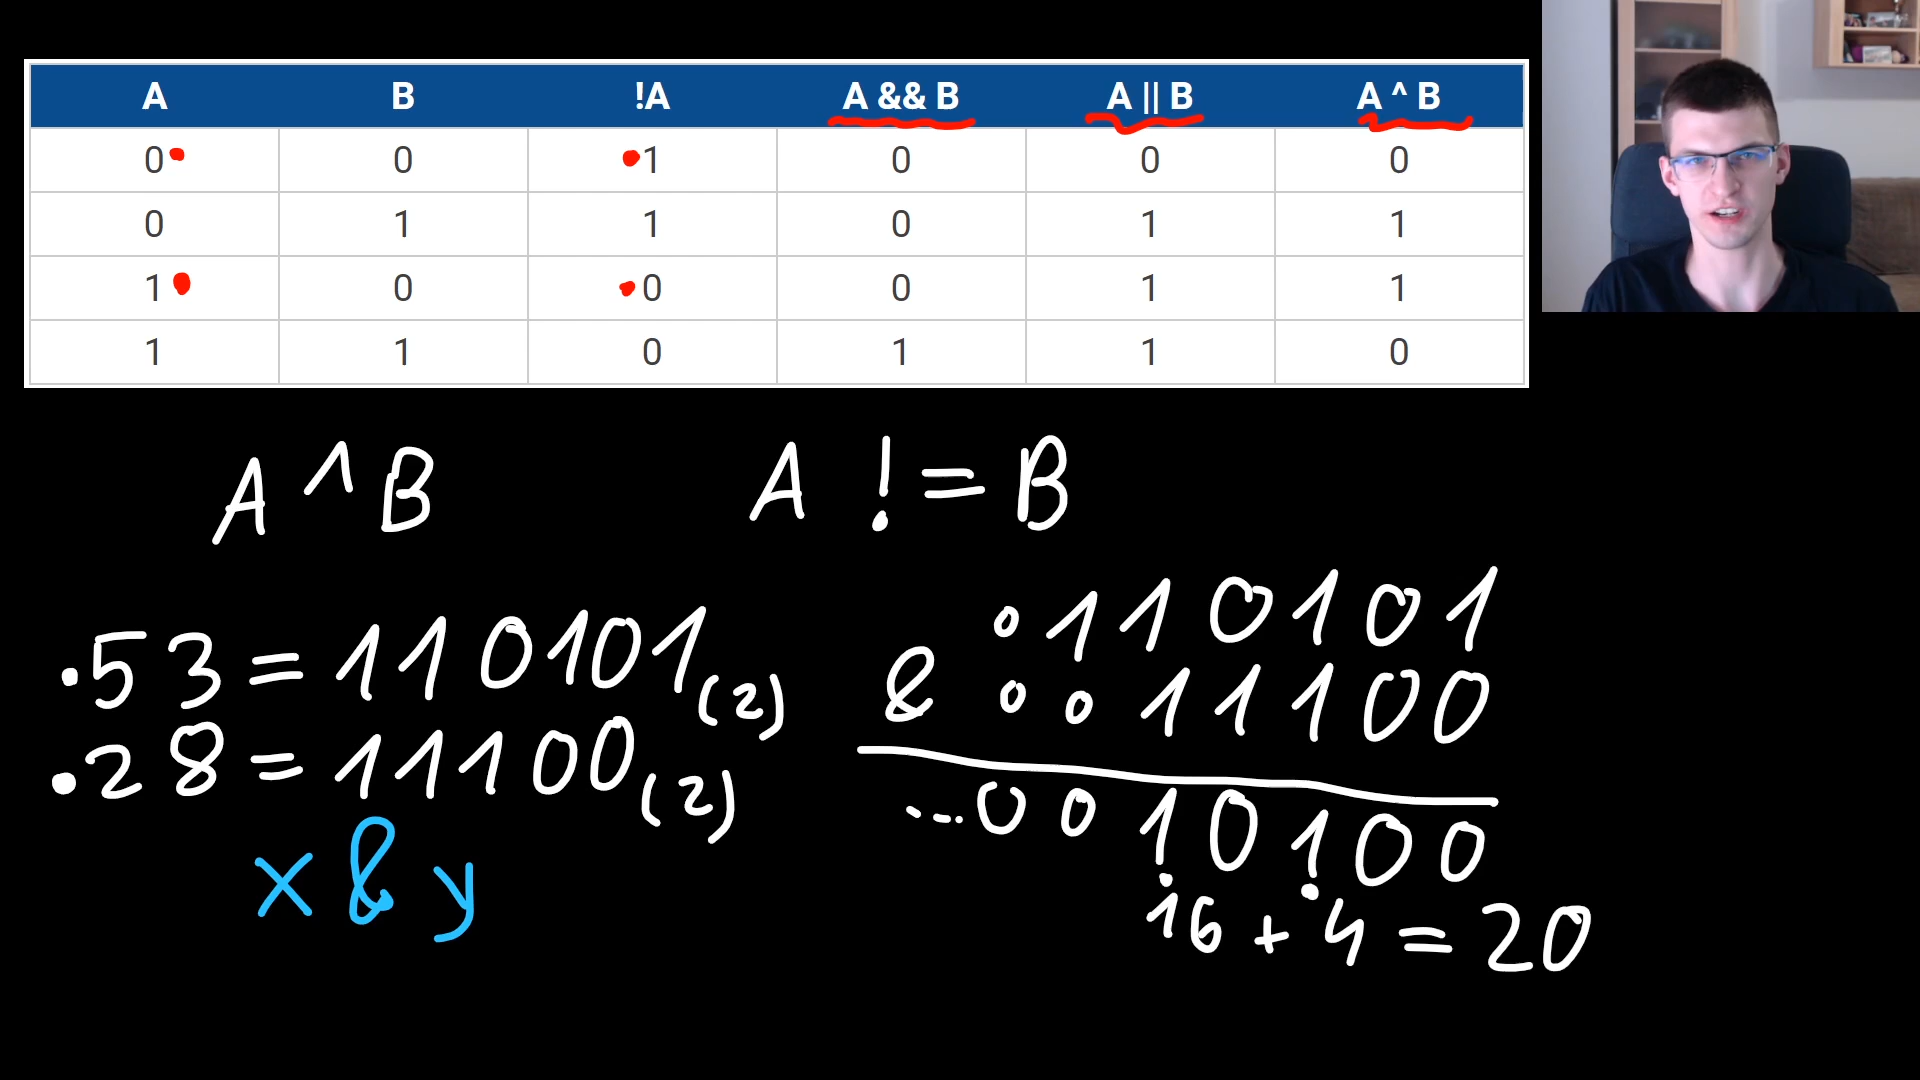 A B !A A && B A || B A ^ B
0 0 1 0 0 0
0 1 1 0 1 1
1 0 0 0 1 1
1 1 0 1 1 0
A ^ B A != B
53 = 110101(2)
28 = 11100(2)
x & y
0110101
& 0011100
...0010100
16 + 4 = 20